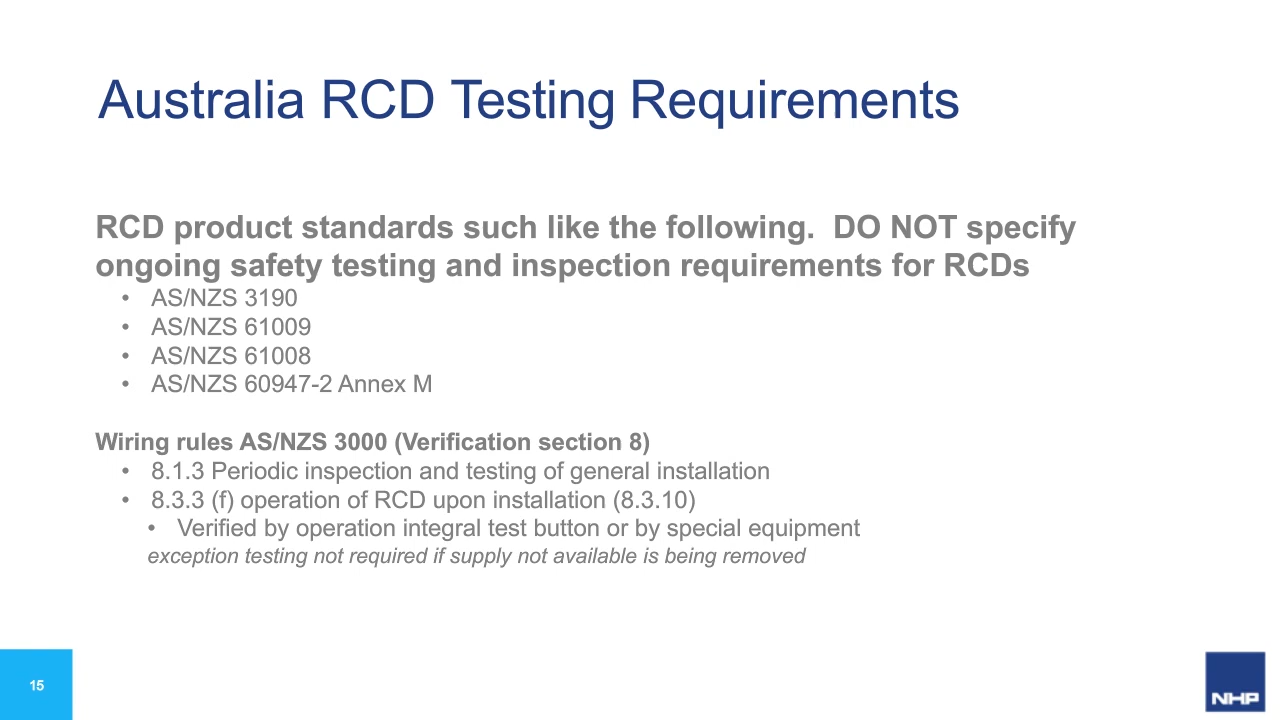 Australia RCD Testing Requirements
RCD product standards such like the following.  DO NOT specify
ongoing safety testing and inspection requirements for RCDs
• AS/NZS 3190
• AS/NZS 61009
• AS/NZS 61008
• AS/NZS 60947-2 Annex M
Wiring rules AS/NZS 3000 (Verification section 8)
• 8.1.3 Periodic inspection and testing of general installation
• 8.3.3 (f) operation of RCD upon installation (8.3.10)
• Verified by operation integral test button or by special equipment
exception testing not required if supply not available is being removed
15
NHP